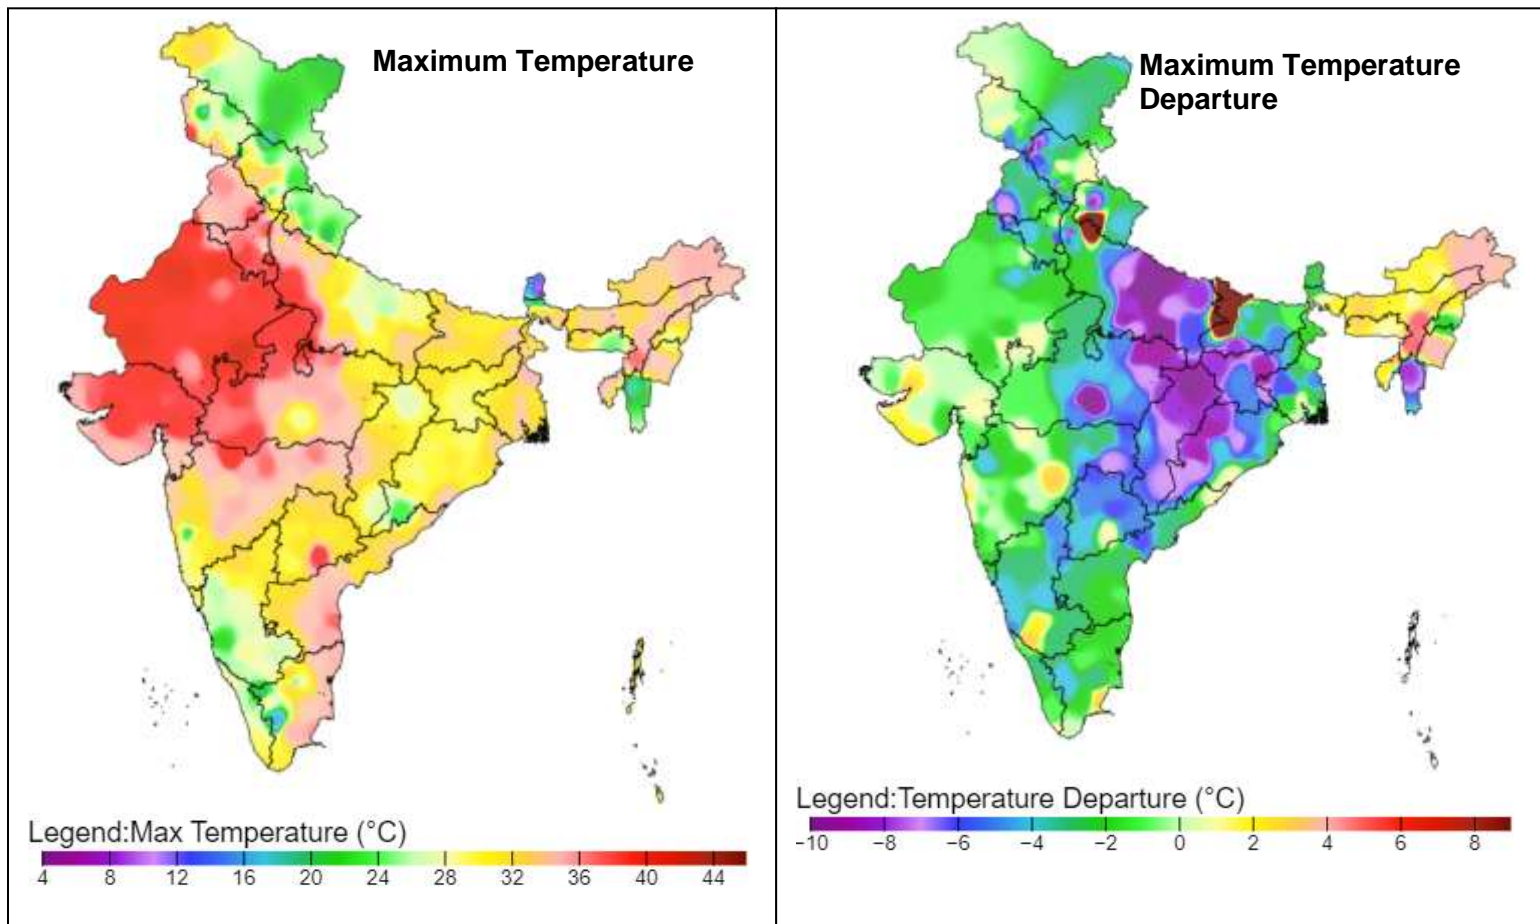 Maximum Temperature
Legend:Max Temperature (°C)
4 8 12 16 20 24 28 32 36 40 44
Maximum Temperature
Departure
Legend:Temperature Departure (°C)
−10 −8 −6 −4 −2 0 2 4 6 8